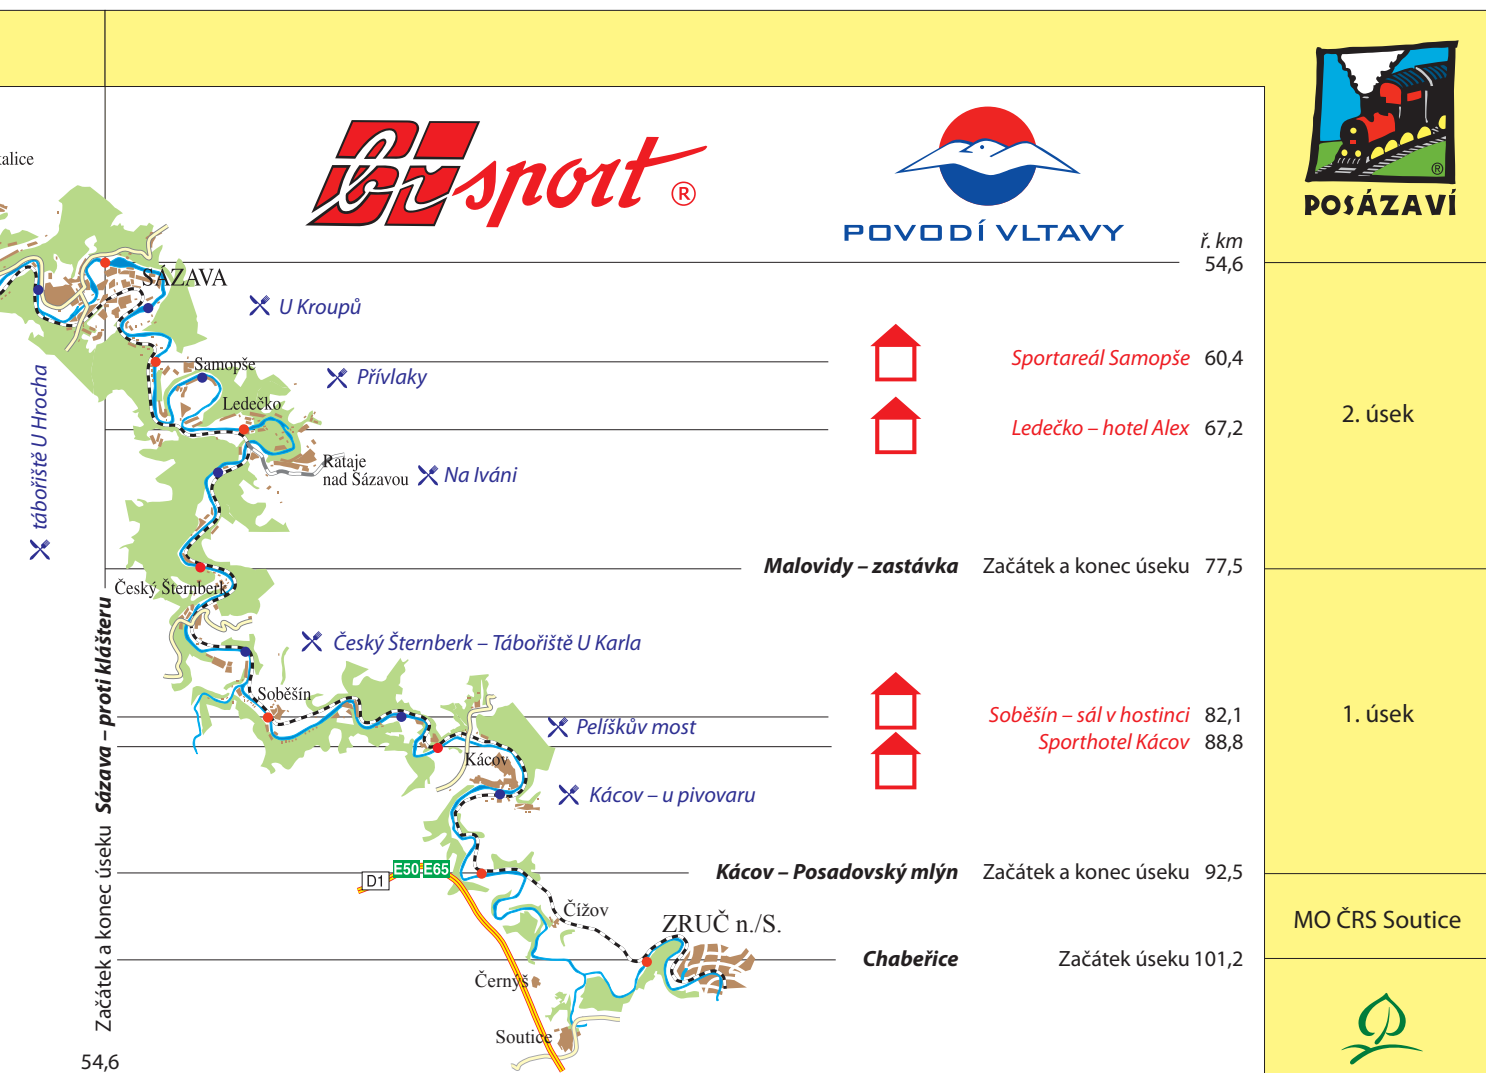 bi sport ®
POVODÍ VLTAVY
®
POSÁZAVÍ
ř. km
54,6
SÁZAVA
U Kroupů
Samopše
Sportareál Samopše 60,4
Přívlaky
Ledečko
Ledečko – hotel Alex 67,2
2. úsek
Rataje
nad Sázavou
Na Iváni
tábořiště U Hrocha
Malovidy – zastávka Začátek a konec úseku 77,5
Český Šternberk
Český Šternberk – Tábořiště U Karla
Soběšín
Soběšín – sál v hostinci 82,1
1. úsek
Pelíškův most
Sporthotel Kácov 88,8
Kácov
Kácov – u pivovaru
E50 E65
D1
Kácov – Posadovský mlýn Začátek a konec úseku 92,5
Čížov
ZRUČ n./S.
MO ČRS Soutice
Chabeřice Začátek úseku 101,2
Černýš
Soutice
Začátek a konec úseku Sázava – proti klášteru
54,6